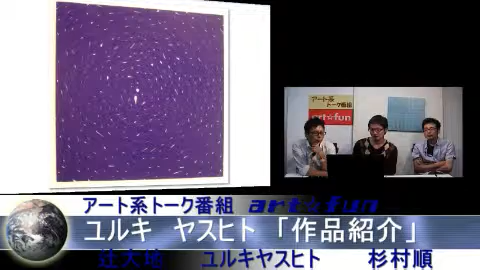 アート系
トーク番組
art☆fun
アート系トーク番組 art☆fun
ユルキ ヤスヒト「作品紹介」
辻大地 ユルキヤスヒト 杉村順